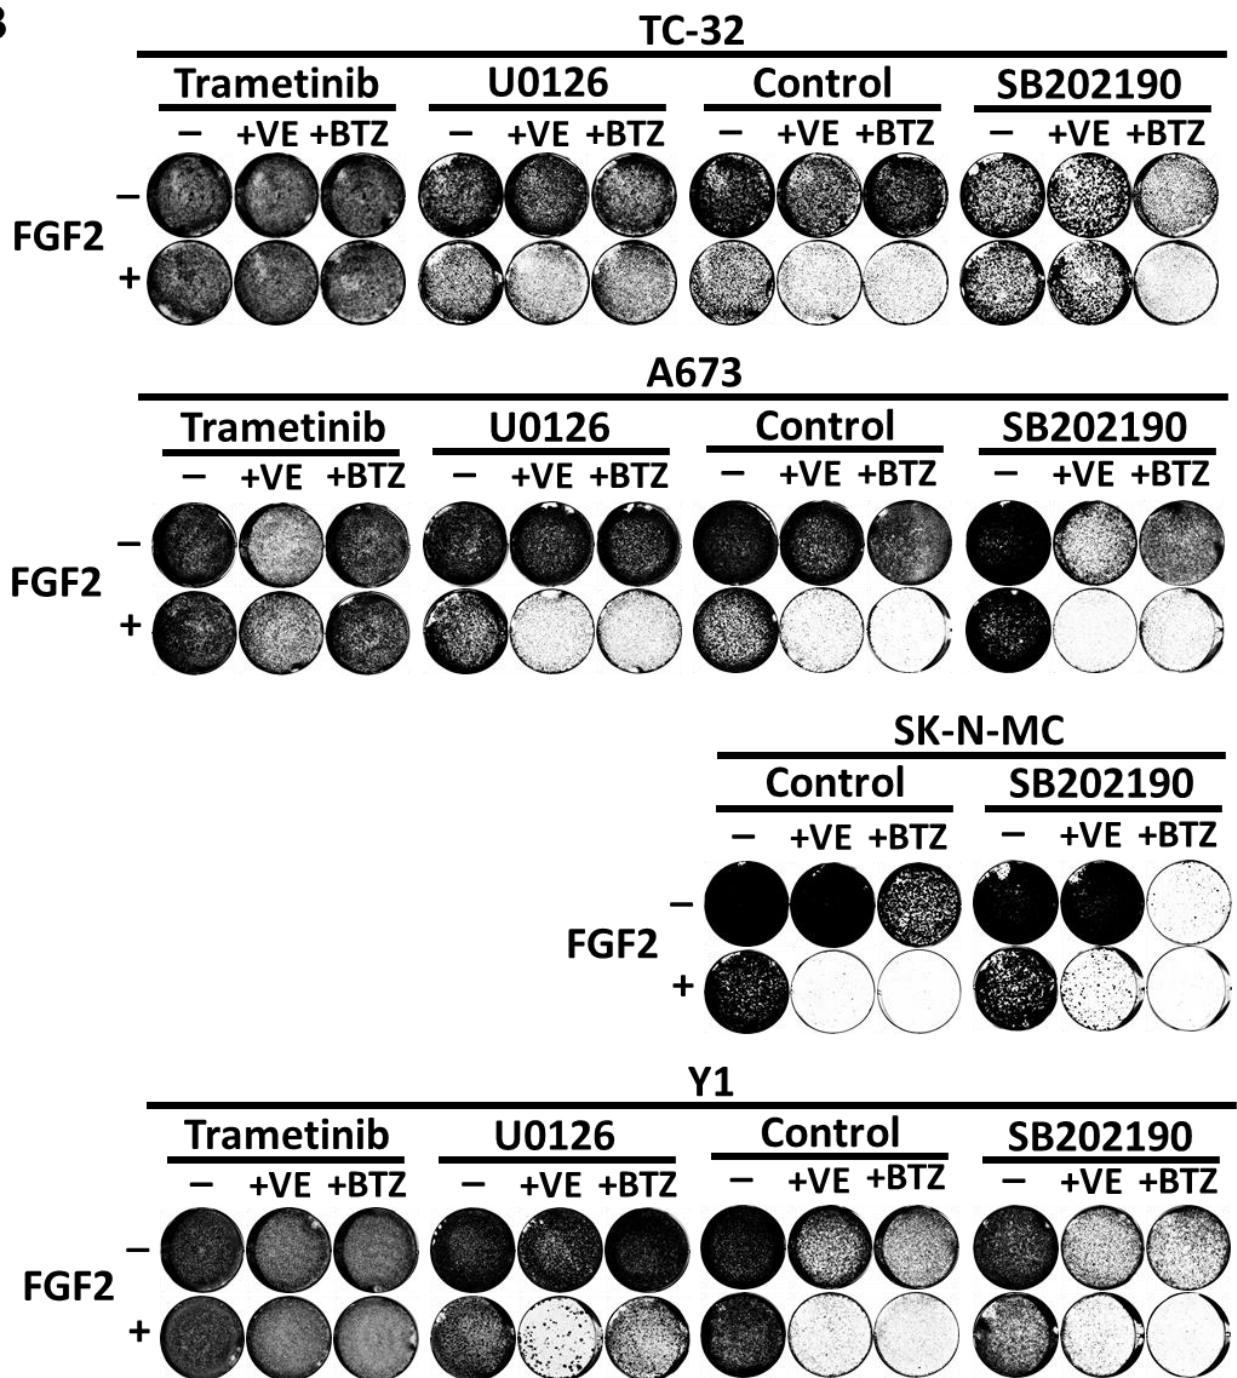 B
TC-32
Trametinib U0126 Control SB202190
– +VE +BTZ – +VE +BTZ – +VE +BTZ – +VE +BTZ
–
FGF2
+
A673
Trametinib U0126 Control SB202190
– +VE +BTZ – +VE +BTZ – +VE +BTZ – +VE +BTZ
–
FGF2
+
SK-N-MC
Control SB202190
– +VE +BTZ – +VE +BTZ
–
FGF2
+
Y1
Trametinib U0126 Control SB202190
– +VE +BTZ – +VE +BTZ – +VE +BTZ – +VE +BTZ
–
FGF2
+